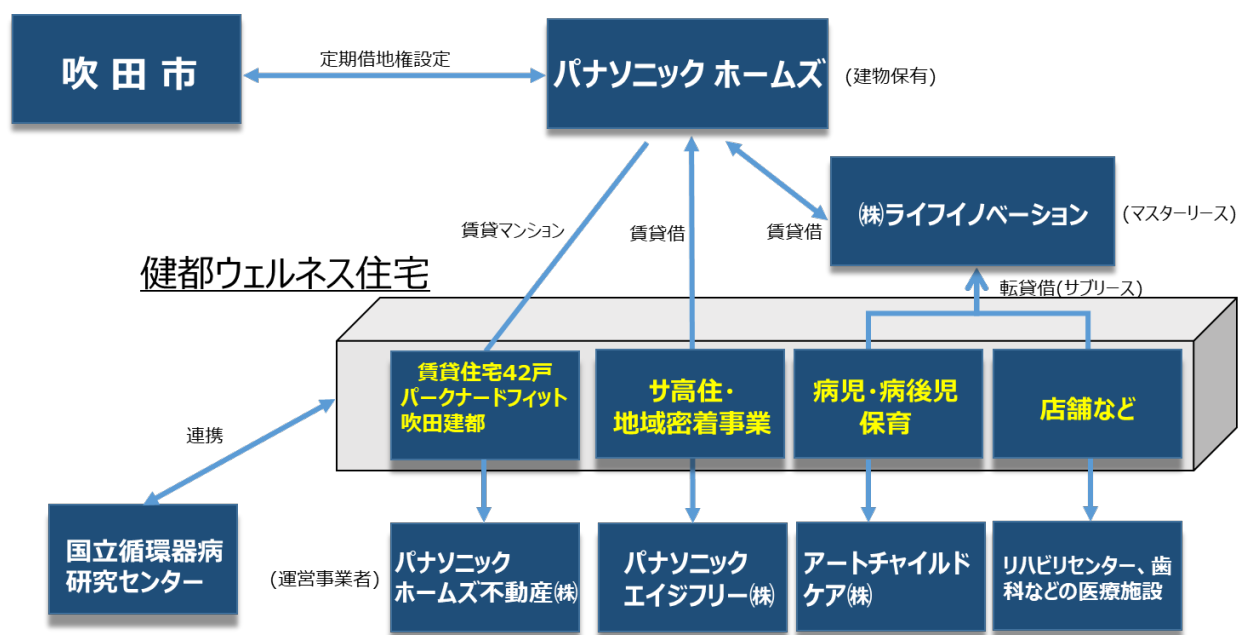 吹田市
定期借地権設定
パナソニック ホームズ
(建物保有)
㈱ライフイノベーション
(マスターリース)
賃貸マンション
賃貸借
賃貸借
健都ウェルネス住宅
転貸借(サブリース)
賃貸住宅42戸
パークナードフィット
吹田建都
サ高住・
地域密着事業
病児・病後児
保育
店舗など
連携
国立循環器病
研究センター
(運営事業者)
パナソニック
ホームズ不動産㈱
パナソニック
エイジフリー㈱
アートチャイルド
ケア㈱
リハビリセンター、歯
科などの医療施設